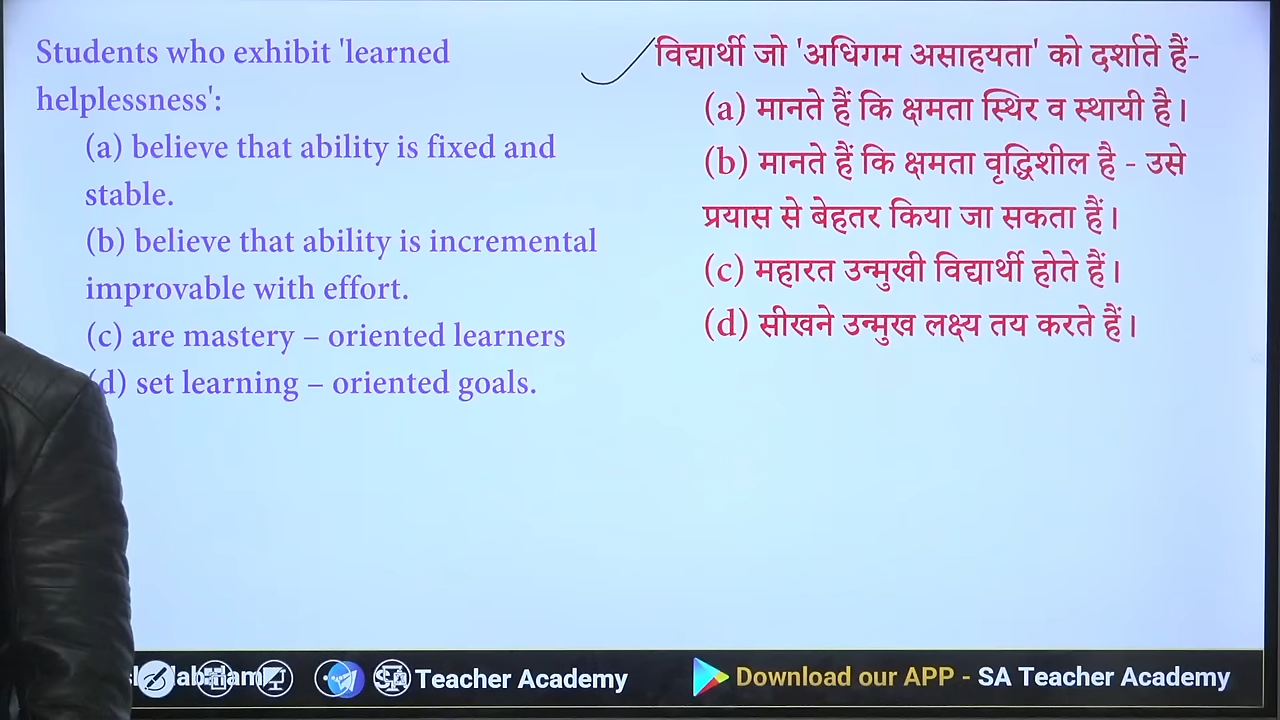 Students who exhibit 'learned
helplessness':
(a) believe that ability is fixed and
stable.
(b) believe that ability is incremental
improvable with effort.
(c) are mastery – oriented learners
(d) set learning – oriented goals.
विद्यार्थी जो 'अधिगम असाहयता' को दर्शाते हैं-
(a) मानते हैं कि क्षमता स्थिर व स्थायी है।
(b) मानते हैं कि क्षमता वृद्धिशील है - उसे
प्रयास से बेहतर किया जा सकता हैं।
(c) महारत उन्मुखी विद्यार्थी होते हैं।
(d) सीखने उन्मुख लक्ष्य तय करते हैं।
SA Teacher Academy
Download our APP - SA Teacher Academy